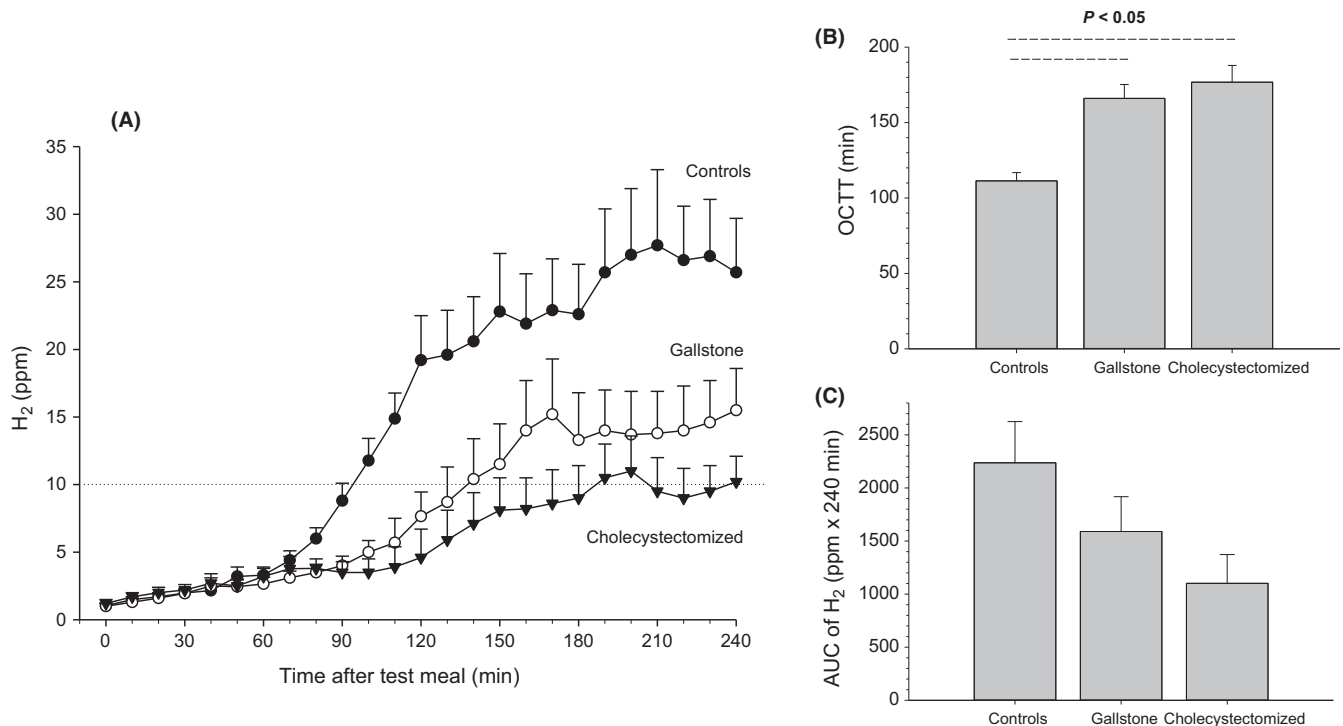 (A)
35
30
25
20
15
10
5
0
H₂ (ppm)
0 30 60 90 120 150 180 210 240
Time after test meal (min)
Controls
Gallstone
Cholecystectomized
(B)
P < 0.05
200
150
100
50
0
OCTT (min)
Controls Gallstone Cholecystectomized
(C)
2500
2000
1500
1000
500
0
AUC of H₂ (ppm x 240 min)
Controls Gallstone Cholecystectomized